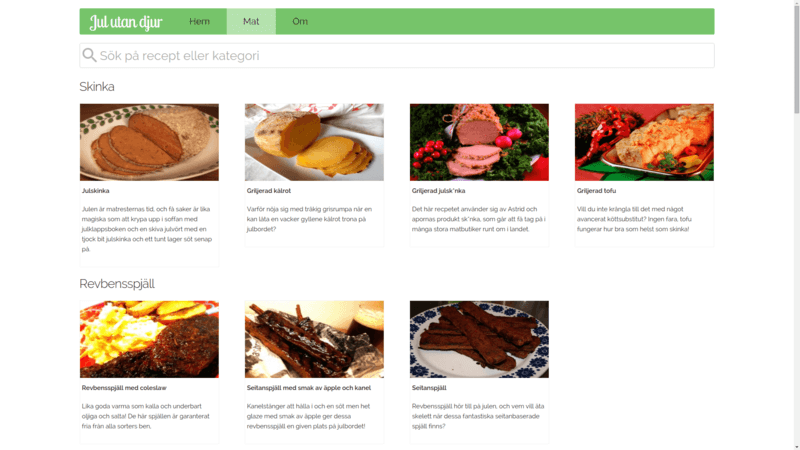 Jul utan djur Hem Mat Om
Sök på recept eller kategori
Skinka
Julskinka
Julen är matresternas tid, och få saker är lika
magiska som att krypa upp i soffan med
julklappsboken och en skiva julvört med en
tjock bit julskinka och ett tunt lager söt senap
på.
Griljerad kålrot
Varför nöja sig med tråkig grisrumpa när en
kan låta en vacker gyllene kålrot trona på
julbordet?
Griljerad julsk*nka
Det här recpetet använder sig av Astrid och
apornas produkt sk*nka, som går att få tag på i
många stora matbutiker runt om i landet.
Griljerad tofu
Vill du inte krångla till det med något
avancerat köttsubstitut? Ingen fara, tofu
fungerar hur bra som helst som skinka!
Revbensspjäll
Revbensspjäll med coleslaw
Lika goda varma som kalla och underbart
oljiga och salta! De här spjällen är garanterat
fria från alla sorters ben,
Seitanspjäll med smak av äpple och kanel
Kanelstänger att hålla i och en söt men het
glaze med smak av äpple ger dessa
revbensspjäll en given plats på julbordet!
Seitanspjäll
Revbensspjäll hör till på julen, och vem vill äta
skelett när dessa fantastiska seitanbaserade
spjäll finns?